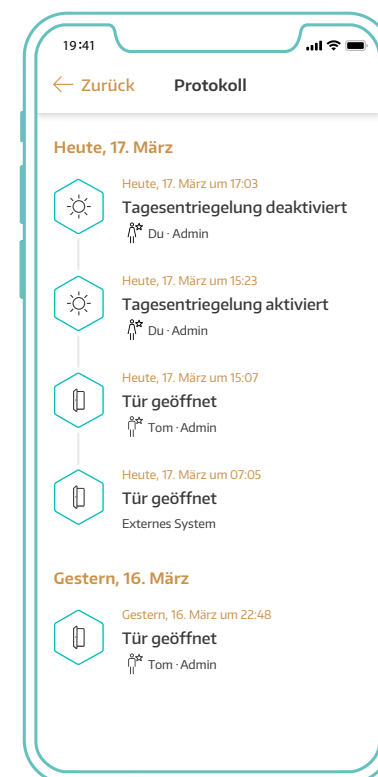 19:41
Zurück Protokoll
Heute, 17. März
Heute, 17. März um 17:03
Tagesentriegelung deaktiviert
Du · Admin
Heute, 17. März um 15:23
Tagesentriegelung aktiviert
Du · Admin
Heute, 17. März um 15:07
Tür geöffnet
Tom · Admin
Heute, 17. März um 07:05
Tür geöffnet
Externes System
Gestern, 16. März
Gestern, 16. März um 22:48
Tür geöffnet
Tom · Admin